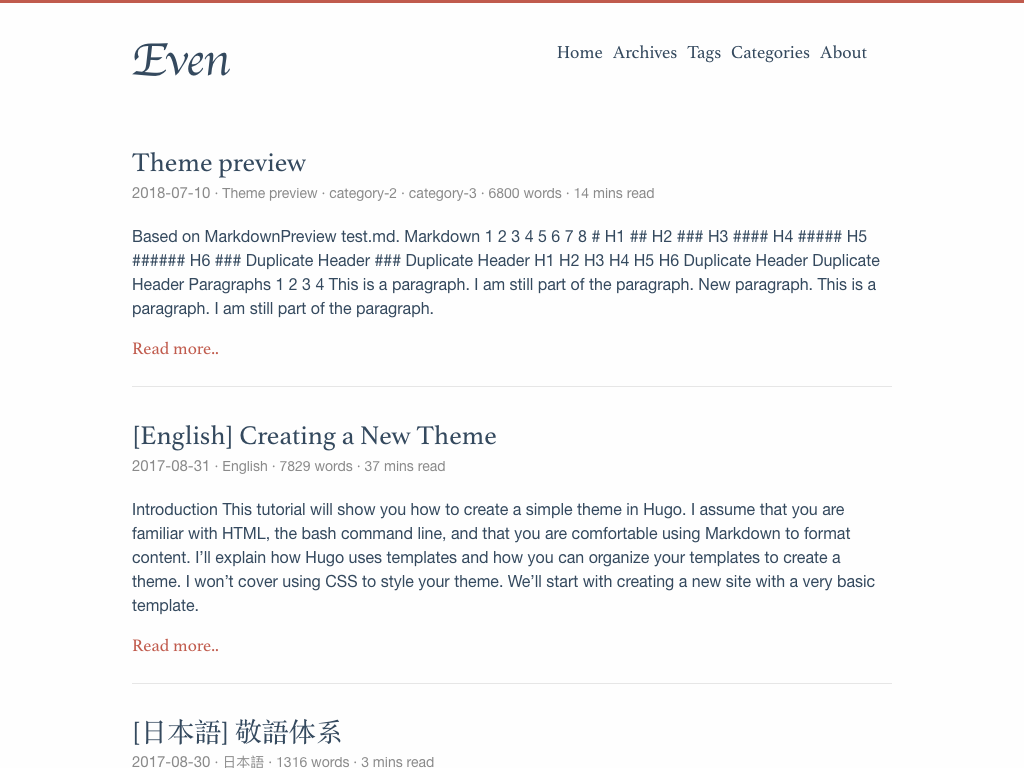 Even
Home Archives Tags Categories About
Theme preview
2018-07-10 · Theme preview · category-2 · category-3 · 6800 words · 14 mins read
Based on MarkdownPreview test.md. Markdown 1 2 3 4 5 6 7 8 # H1 ## H2 ### H3 #### H4 ##### H5
###### H6 ### Duplicate Header ### Duplicate Header H1 H2 H3 H4 H5 H6 Duplicate Header Duplicate
Header Paragraphs 1 2 3 4 This is a paragraph. I am still part of the paragraph. New paragraph. This is a
paragraph. I am still part of the paragraph.
Read more..
[English] Creating a New Theme
2017-08-31 · English · 7829 words · 37 mins read
Introduction This tutorial will show you how to create a simple theme in Hugo. I assume that you are
familiar with HTML, the bash command line, and that you are comfortable using Markdown to format
content. I’ll explain how Hugo uses templates and how you can organize your templates to create a
theme. I won’t cover using CSS to style your theme. We’ll start with creating a new site with a very basic
template.
Read more..
[日本語] 敬語体系
2017-08-30 · 日本語 · 1316 words · 3 mins read